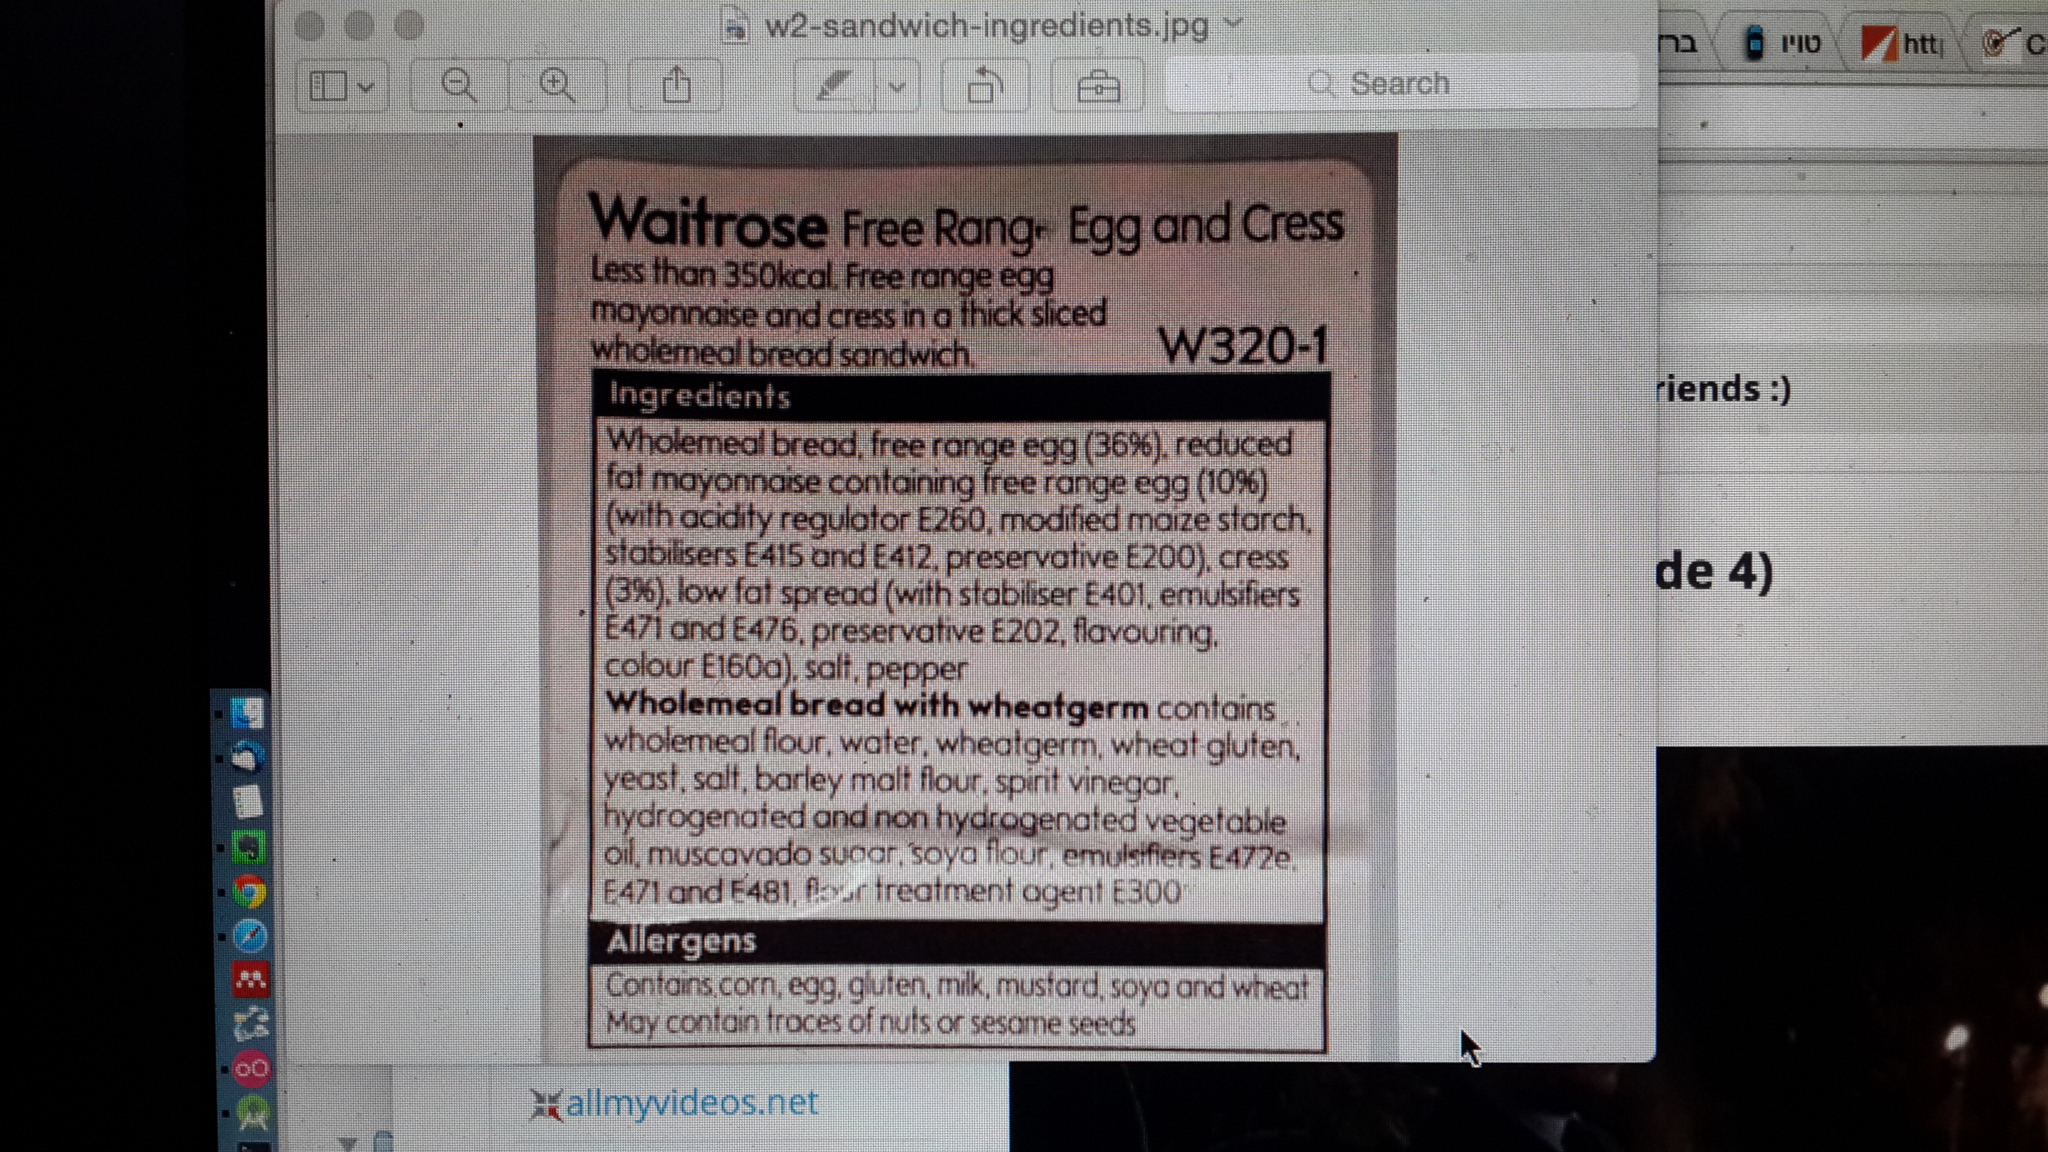 w2-sandwich-ingredients.jpg
Search
בר
טויו
http
C
Waitrose Free Rang Egg and Cress
Less than 350kcal. Free range egg
mayonnaise and cress in a thick sliced
wholemeal bread sandwich.
W320-1
Ingredients
Wholemeal bread, free range egg (36%), reduced
fat mayonnaise containing free range egg (10%)
(with acidity regulator E260, modified maize starch,
stabilisers E415 and E412, preservative E200), cress
(3%), low fat spread (with stabiliser E401, emulsifiers
E471 and E476, preservative E202, flavouring,
colour E160a), salt, pepper
Wholemeal bread with wheatgerm contains
wholemeal flour, water, wheatgerm, wheat gluten,
yeast, salt, barley malt flour, spirit vinegar,
hydrogenated and non hydrogenated vegetable
oil, muscavado sugar, soya flour, emulsifiers E472e,
E471 and E481, flour treatment agent E300
Allergens
Contains corn, egg, gluten, milk, mustard, soya and wheat
May contain traces of nuts or sesame seeds
riends :)
de 4)
allmyvideos.net